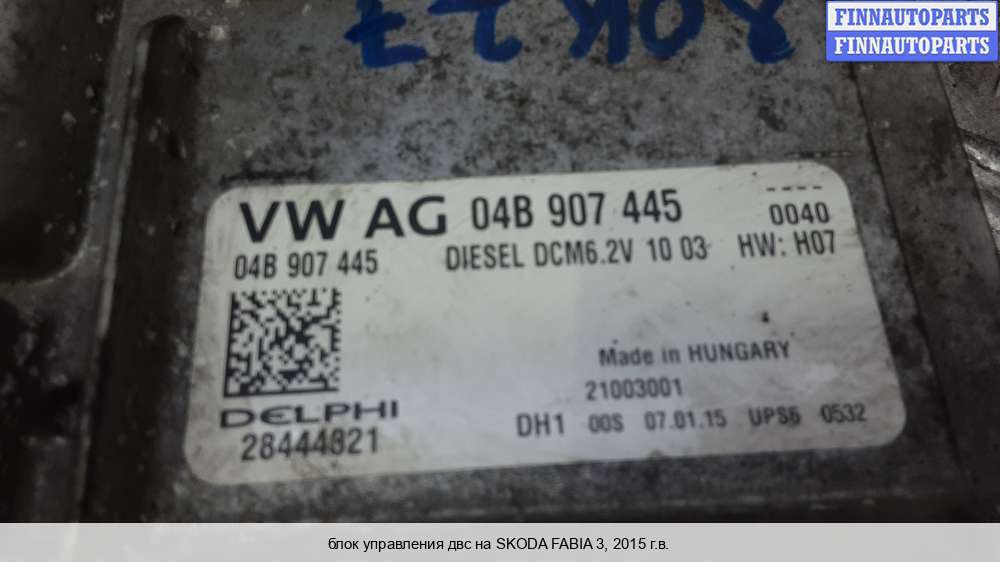 FINNAUTOPARTS
FINNAUTOPARTS
80K27
VW AG 04B 907 445
----
0040
04B 907 445 DIESEL DCM6.2V 10 03 HW: H07
Made in HUNGARY
21003001
DELPHI
28444821
DH1 00S 07.01.15 UPS6 0532
блок управления двс на SKODA FABIA 3, 2015 г.в.